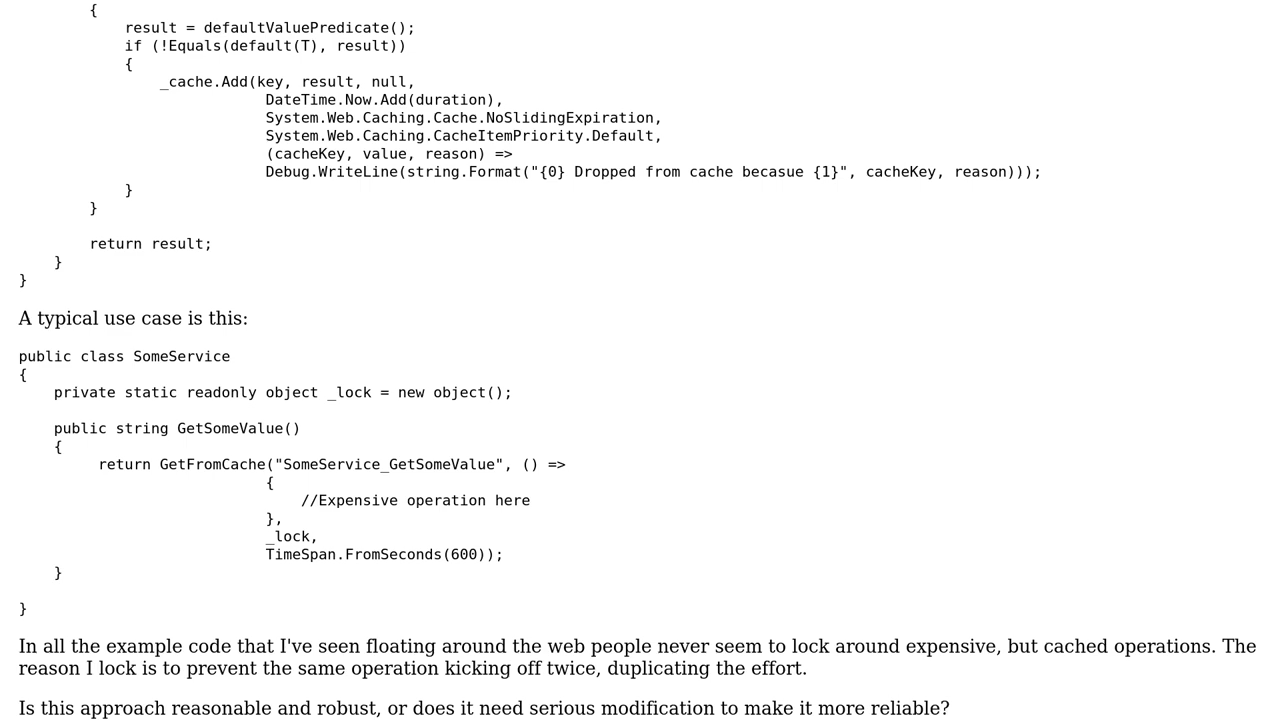 {
            result = defaultValuePredicate();
            if (!Equals(default(T), result))
            {
                _cache.Add(key, result, null,
                            DateTime.Now.Add(duration),
                            System.Web.Caching.Cache.NoSlidingExpiration,
                            System.Web.Caching.CacheItemPriority.Default,
                            (cacheKey, value, reason) =>
                            Debug.WriteLine(string.Format("{0} Dropped from cache becasue {1}", cacheKey, reason)));
            }
        }

        return result;
    }
}
A typical use case is this:
public class SomeService
{
    private static readonly object _lock = new object();

    public string GetSomeValue()
    {
         return GetFromCache("SomeService_GetSomeValue", () =>
                            {
                                //Expensive operation here
                            },
                            _lock,
                            TimeSpan.FromSeconds(600));
    }

}
In all the example code that I've seen floating around the web people never seem to lock around expensive, but cached operations. The
reason I lock is to prevent the same operation kicking off twice, duplicating the effort.
Is this approach reasonable and robust, or does it need serious modification to make it more reliable?